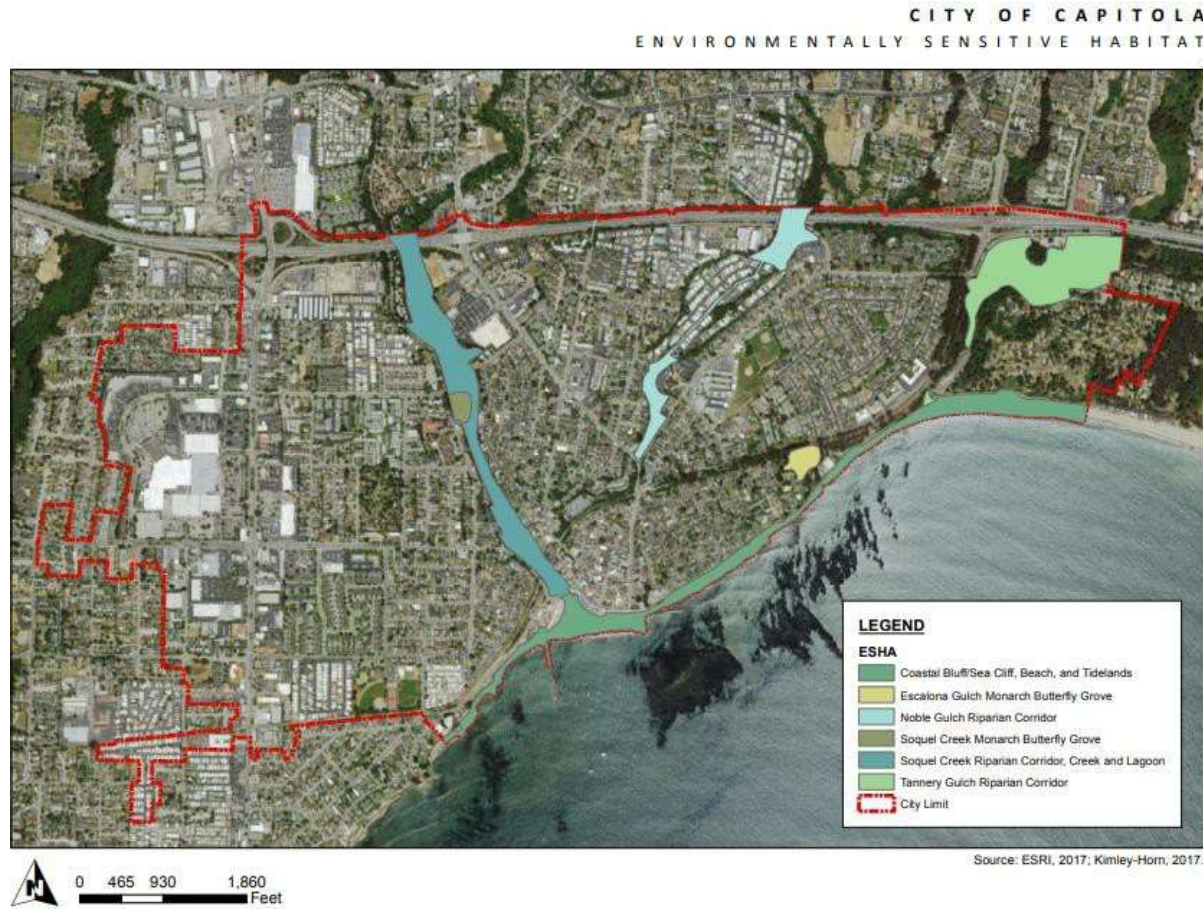 CITY OF CAPITOLA
ENVIRONMENTALLY SENSITIVE HABITAT
LEGEND
ESHA
Coastal Bluff/Sea Cliff, Beach, and Tidelands
Escalona Gulch Monarch Butterfly Grove
Noble Gulch Riparian Corridor
Soquel Creek Monarch Butterfly Grove
Soquel Creek Riparian Corridor, Creek and Lagoon
Tannery Gulch Riparian Corridor
City Limit
Source: ESRI, 2017; Kimley-Horn, 2017.
N
0 465 930 1,860
Feet